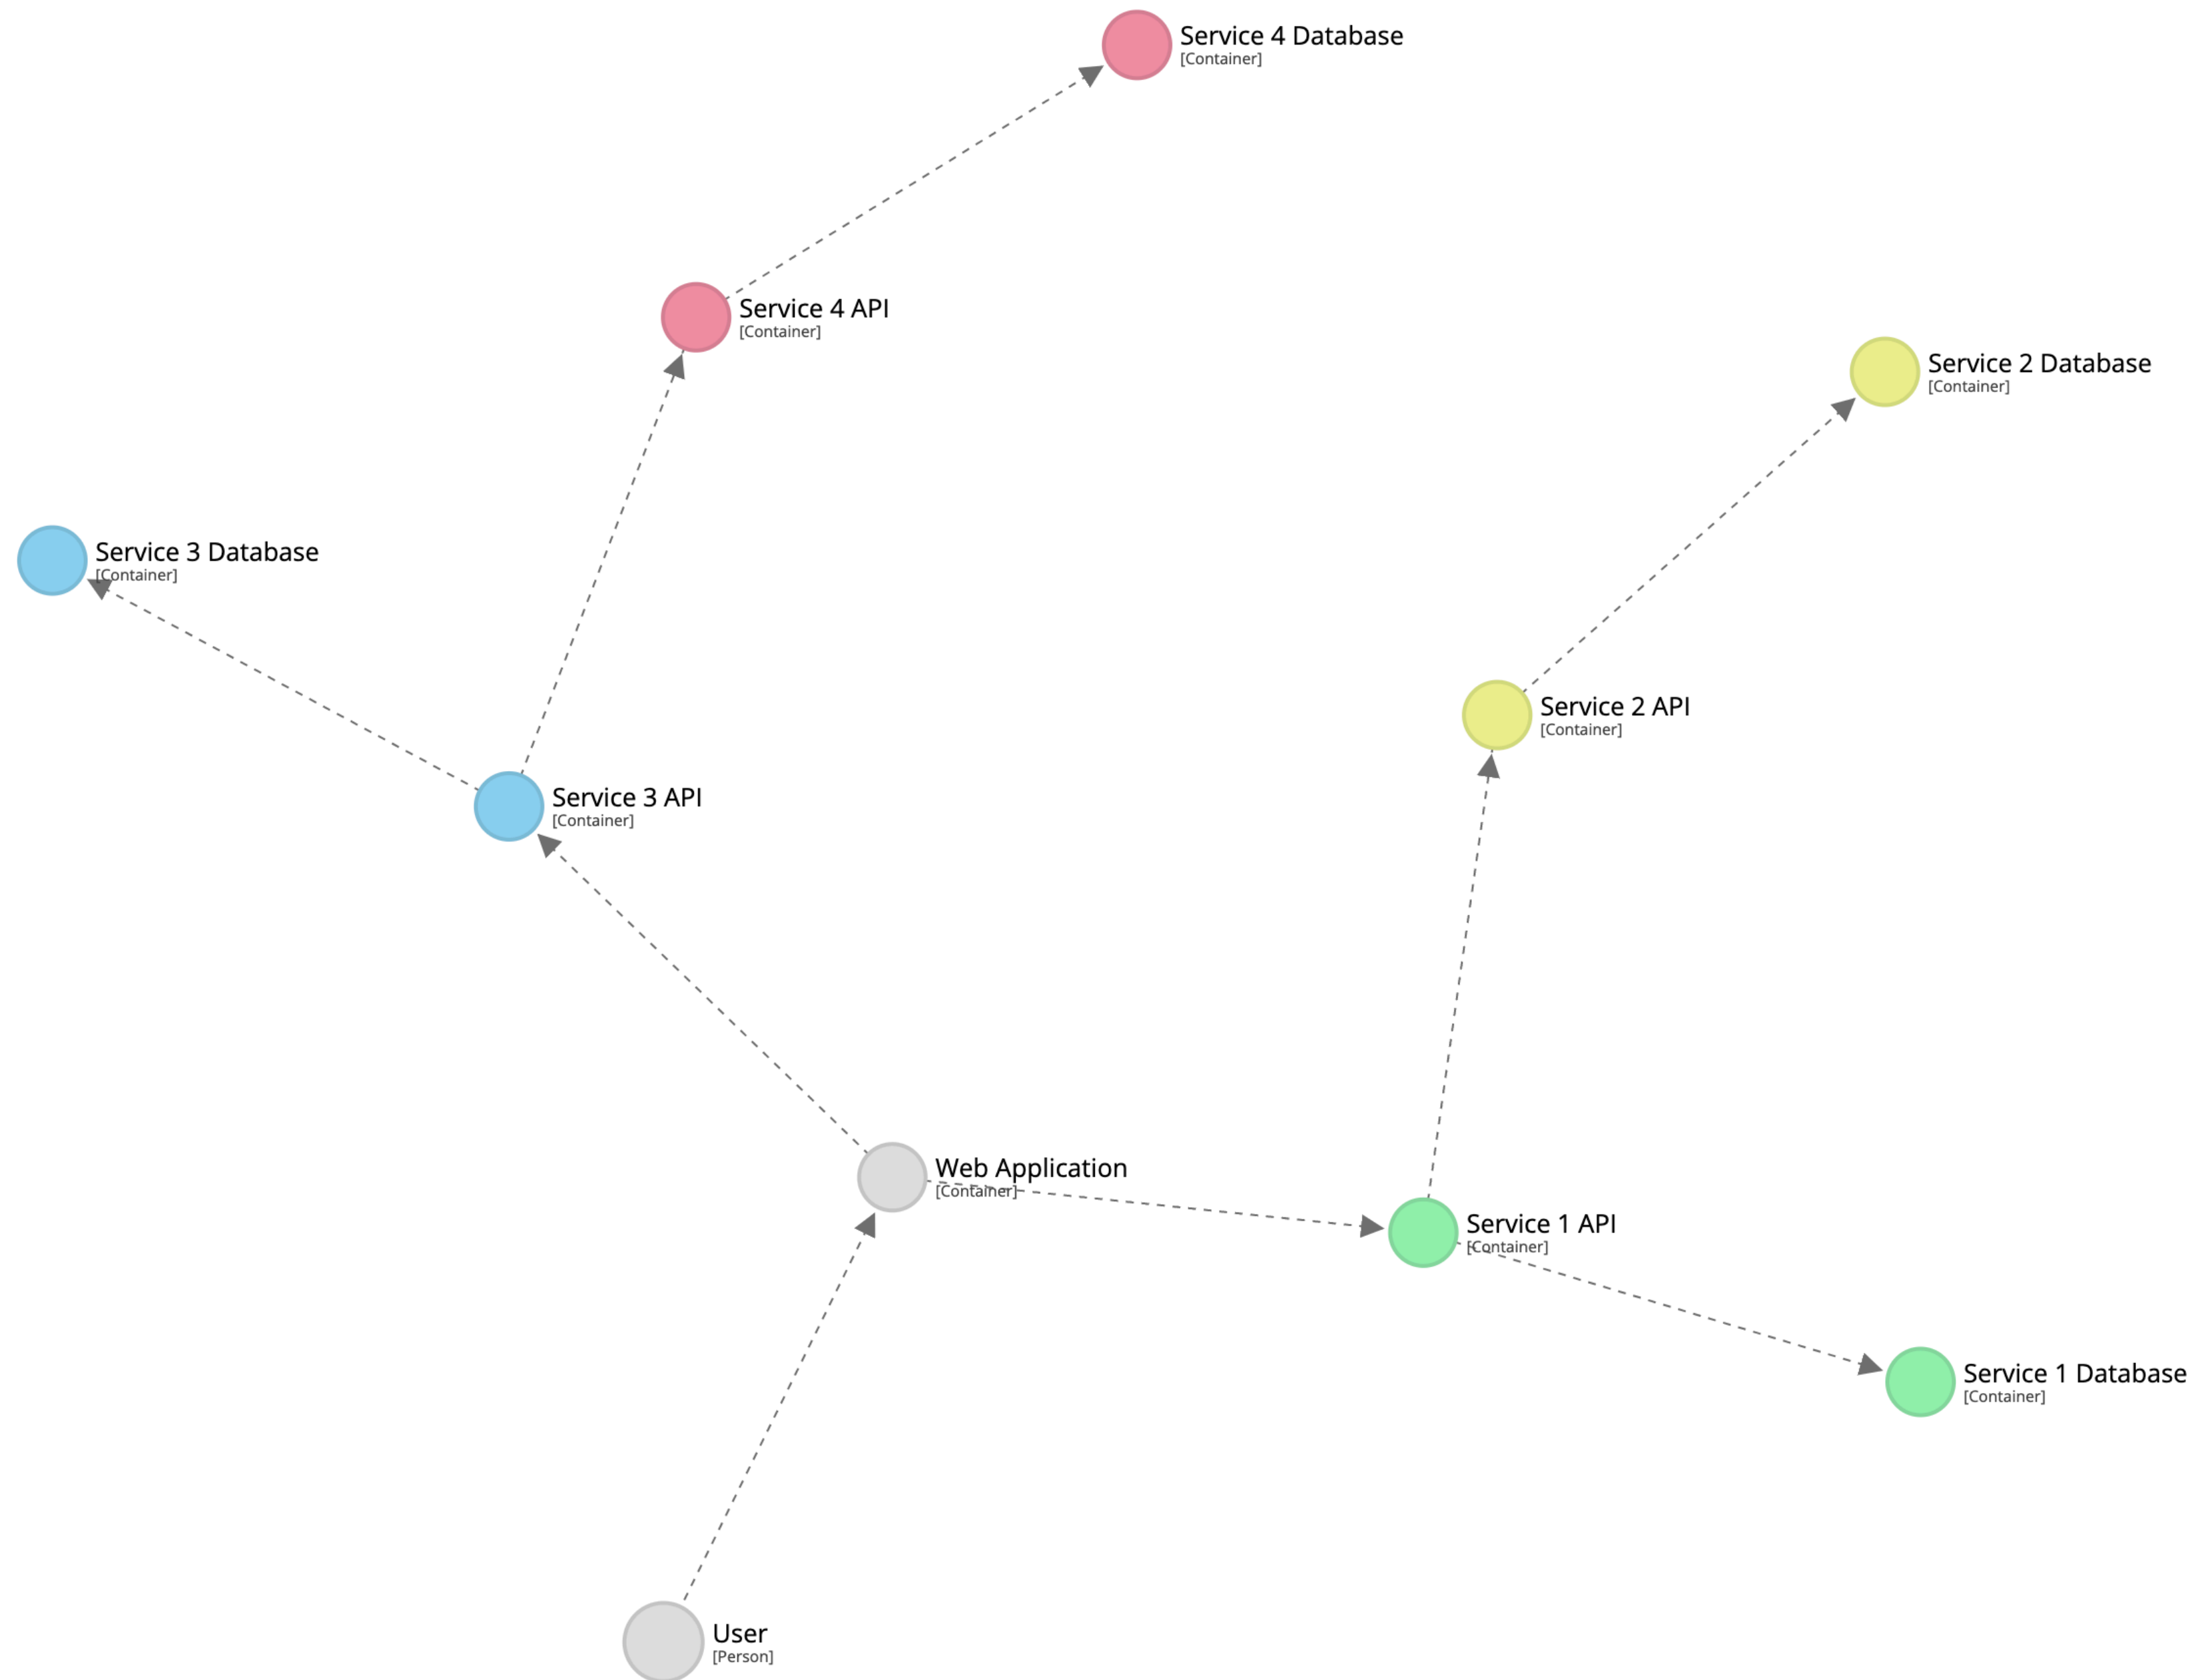 Service 4 Database
[Container]
Service 4 API
[Container]
Service 2 Database
[Container]
Service 3 Database
[Container]
Service 2 API
[Container]
Service 3 API
[Container]
Web Application
[Container]
Service 1 API
[Container]
Service 1 Database
[Container]
User
[Person]